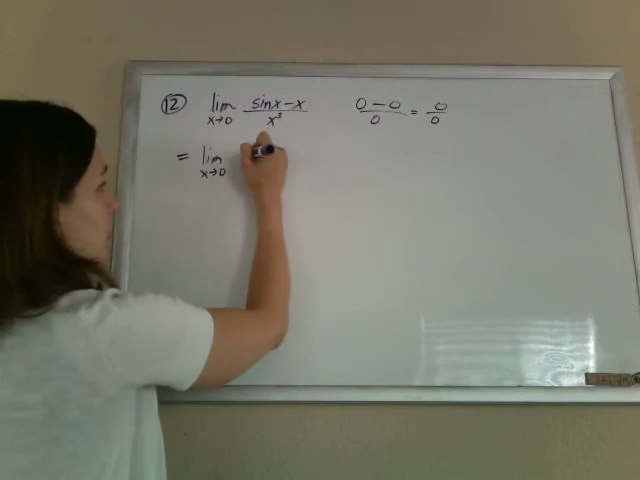 ⑫ lim x→0 (sinx−x)/x³   (0−0)/0 = 0/0
= lim x→0